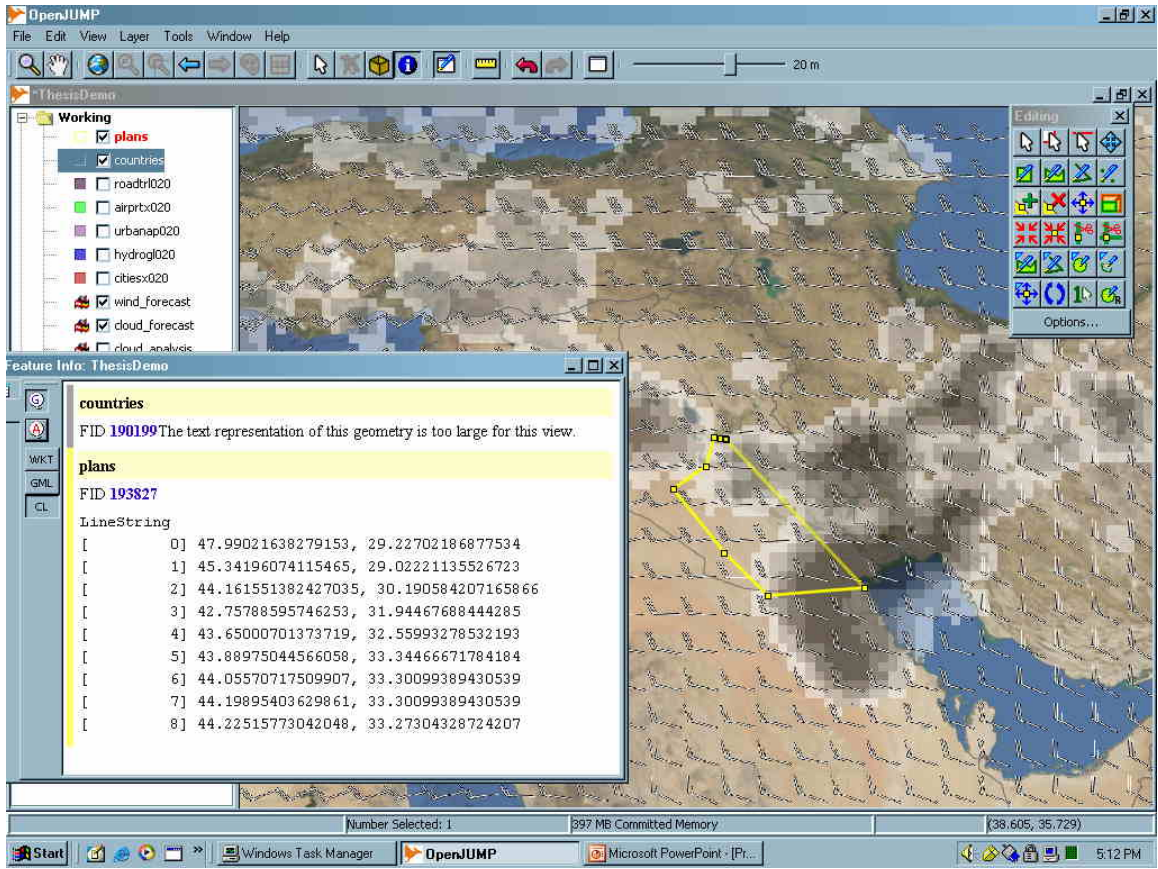 OpenJUMP
File Edit View Layer Tools Window Help
20 m
*ThesisDemo
Working
plans
countries
roadtrl020
airprtx020
urbanap020
hydrogl020
citiesx020
wind_forecast
cloud_forecast
cloud_analysis
Editing
Options...
Feature Info: ThesisDemo
G
A
WKT
GML
CL
countries
FID 190199The text representation of this geometry is too large for this view.
plans
FID 193827
LineString
[ 0] 47.99021638279153, 29.22702186877534
[ 1] 45.34196074115465, 29.02221135526723
[ 2] 44.161551382427035, 30.190584207165866
[ 3] 42.75788595746253, 31.94467688444285
[ 4] 43.65000701373719, 32.55993278532193
[ 5] 43.88975044566058, 33.34466671784184
[ 6] 44.05570717509907, 33.30099389430539
[ 7] 44.19895403629861, 33.30099389430539
[ 8] 44.22515773042048, 33.27304328724207
Number Selected: 1
397 MB Committed Memory
(38.605, 35.729)
Start
»
Windows Task Manager
OpenJUMP
Microsoft PowerPoint - [Pr...
5:12 PM